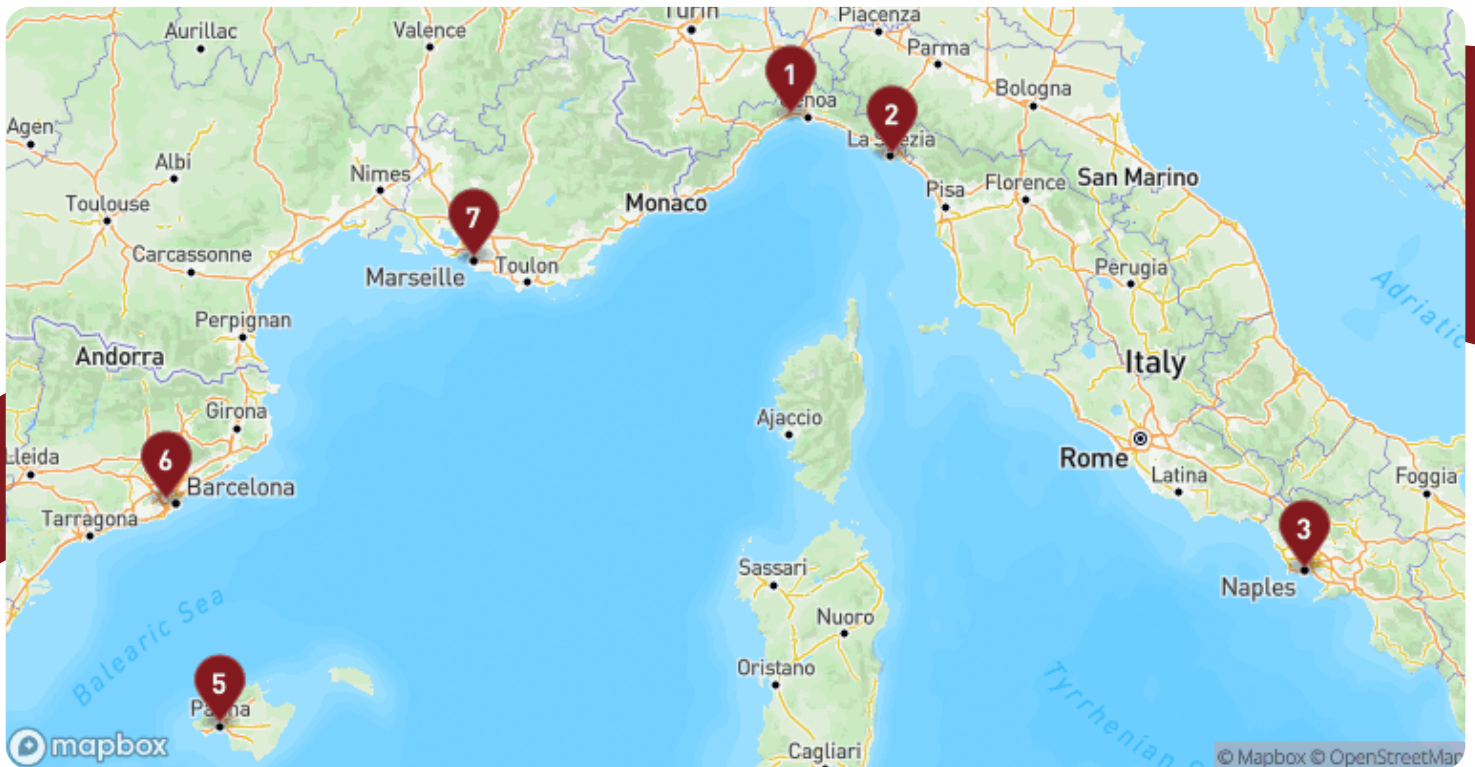 Turin
Piacenza
Aurillac
Valence
Parma
1
Bologna
Genoa
2
Agen
La Spezia
Albi
Nimes
San Marino
Florence
Pisa
Toulouse
Monaco
7
Carcassonne
Toulon
Marseille
Perugia
Adriatic
Perpignan
Andorra
Italy
Girona
Ajaccio
6
Lleida
Rome
Latina
Foggia
Barcelona
Tarragona
3
Sassari
Naples
Balearic Sea
Nuoro
Oristano
5
Palma
Tyrrhenian
Cagliari
mapbox
© Mapbox © OpenStreetMap